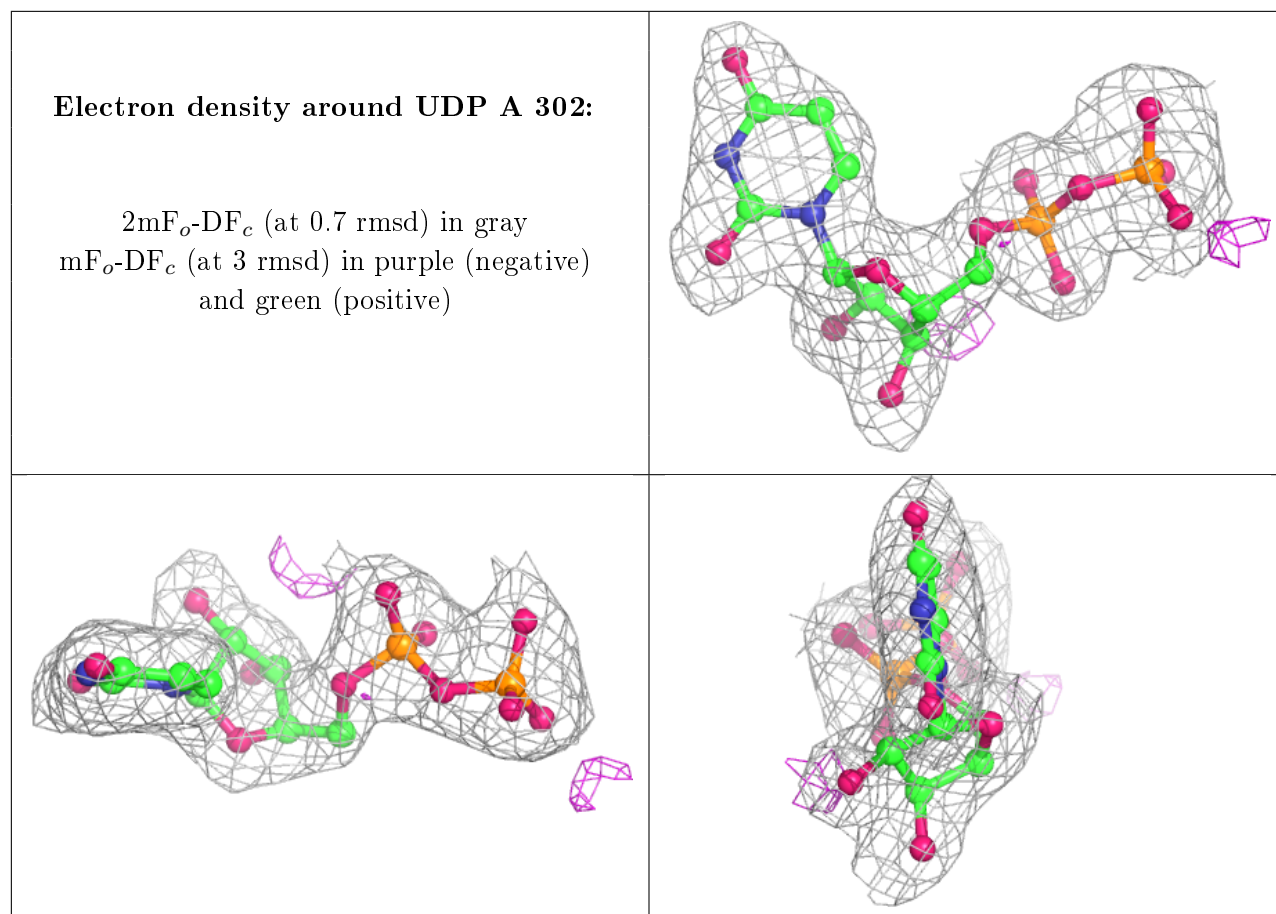 Electron density around UDP A 302:
2mFo-DFc (at 0.7 rmsd) in gray
mFo-DFc (at 3 rmsd) in purple (negative)
and green (positive)